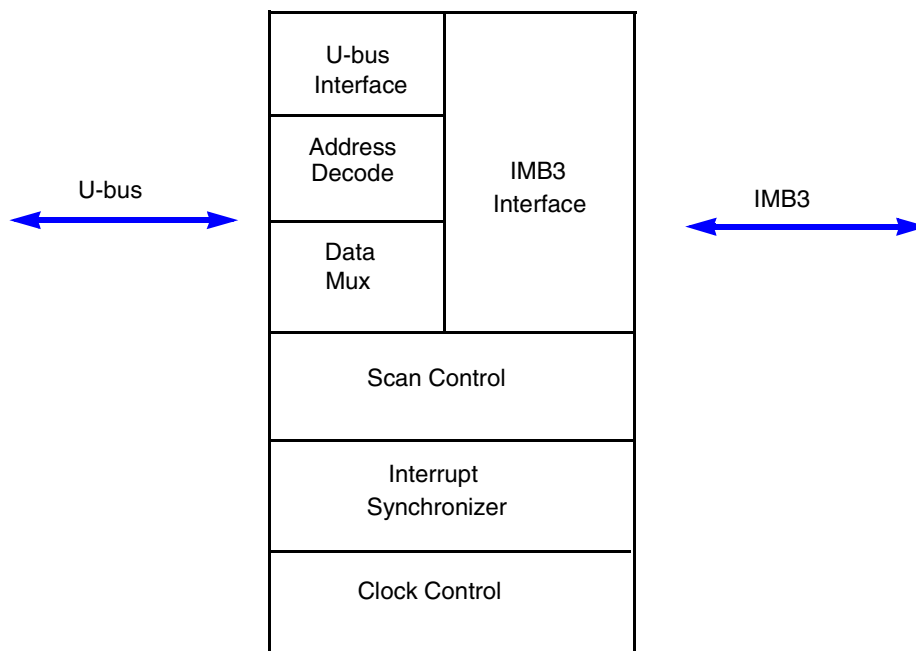 U-bus
Interface
Address
Decode
Data
Mux
IMB3
Interface
U-bus
IMB3
Scan Control
Interrupt
Synchronizer
Clock Control